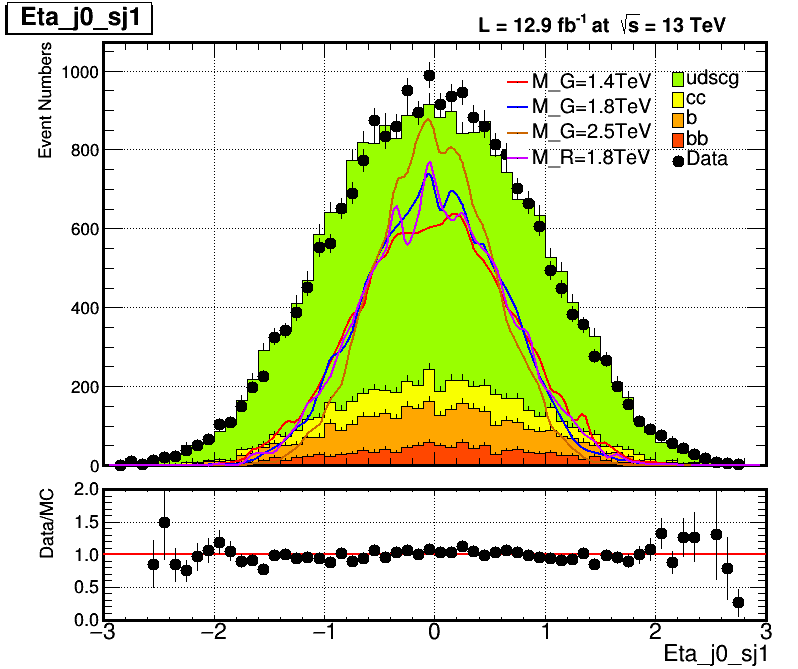 Eta_j0_sj1
L = 12.9 fb-1 at √s = 13 TeV
Event Numbers
1000
800
600
400
200
0
M_G=1.4TeV
M_G=1.8TeV
M_G=2.5TeV
M_R=1.8TeV
udscg
cc
b
bb
Data
Data/MC
2.0
1.5
1.0
0.5
0.0
−3 −2 −1 0 1 2 3
Eta_j0_sj1